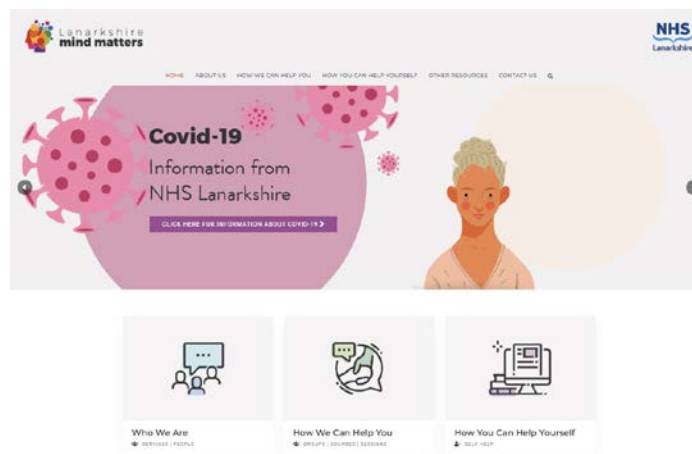 Lanarkshire
mind matters
NHS
Lanarkshire
HOME ABOUT US HOW WE CAN HELP YOU HOW YOU CAN HELP YOURSELF OTHER RESOURCES CONTACT US
Covid-19
Information from
NHS Lanarkshire
CLICK HERE FOR INFORMATION ABOUT COVID-19
Who We Are
SERVICES | PEOPLE
How We Can Help You
GROUPS | COURSES | SESSIONS
How You Can Help Yourself
SELF HELP